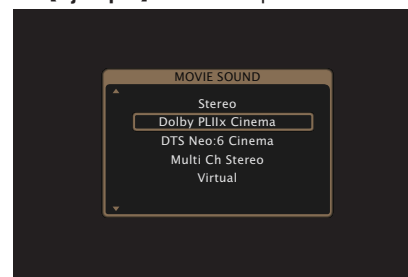 MOVIE SOUND
Stereo
Dolby PLIIx Cinema
DTS Neo:6 Cinema
Multi Ch Stereo
Virtual